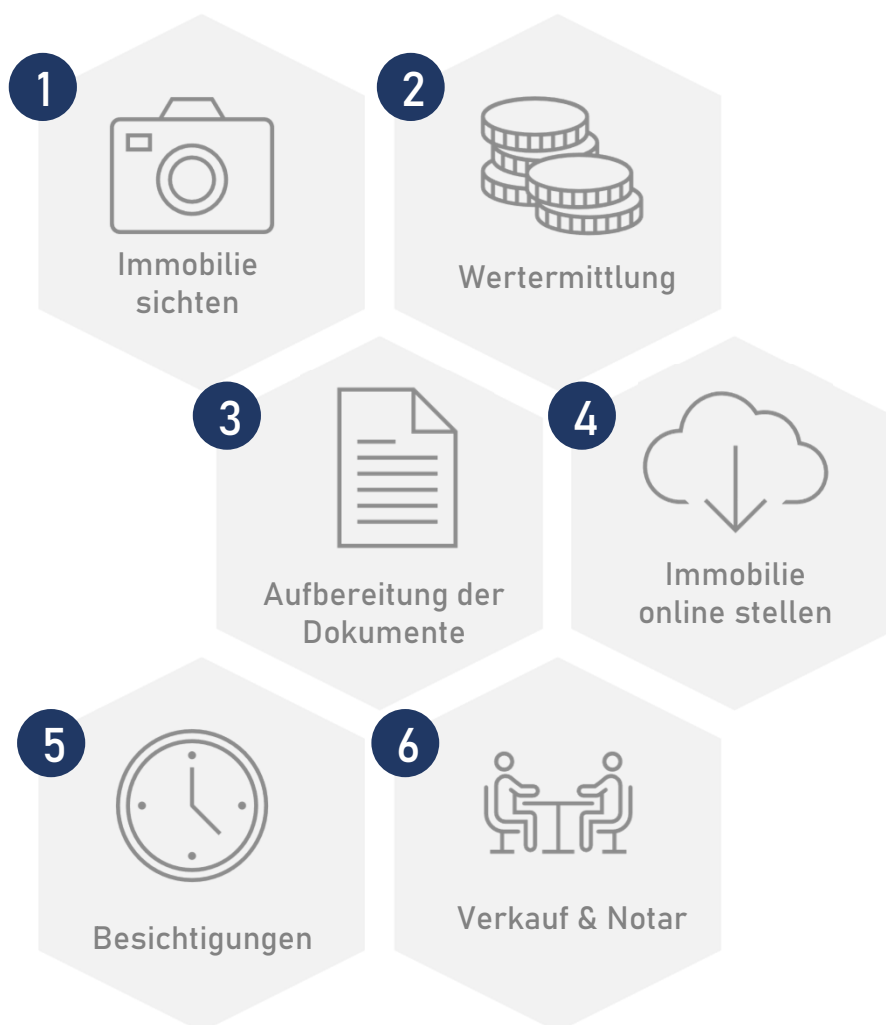 1
Immobilie
sichten
2
Wertermittlung
3
Aufbereitung der
Dokumente
4
Immobilie
online stellen
5
Besichtigungen
6
Verkauf & Notar